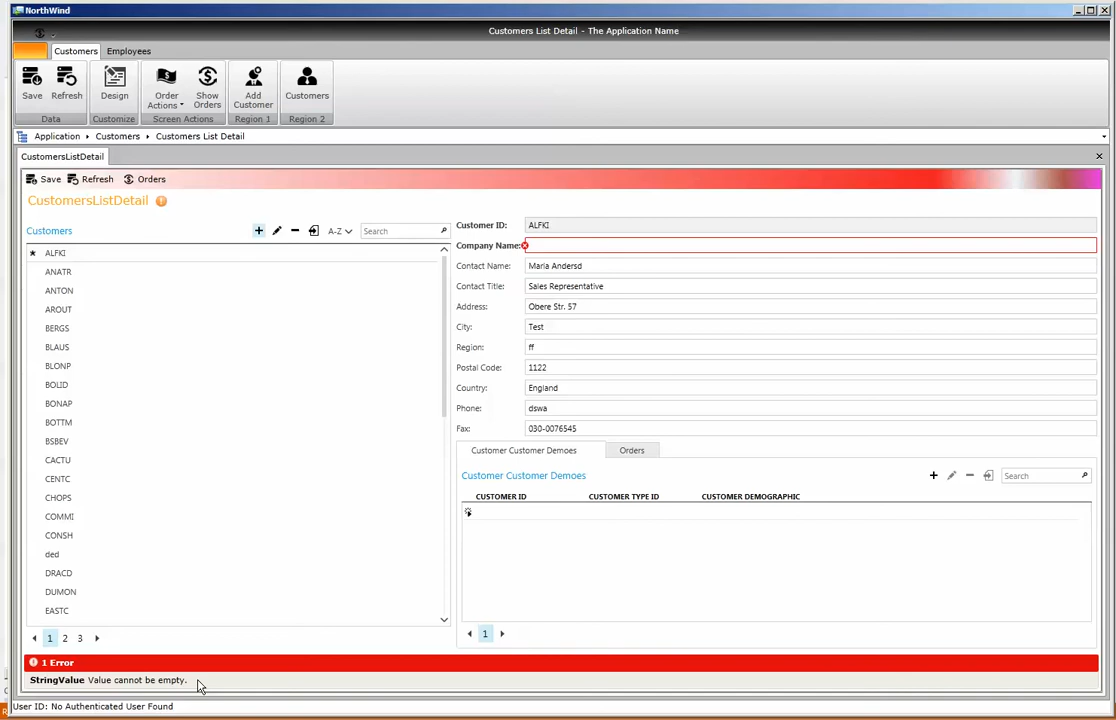 NorthWind
Customers List Detail - The Application Name
Customers Employees
Save Refresh Design Order Actions Show Orders Add Customer Customers
Data Customize Screen Actions Region 1 Region 2
Application Customers Customers List Detail
CustomersListDetail
Save Refresh Orders
CustomersListDetail
Customers A-Z Search
ALFKI
ANATR
ANTON
AROUT
BERGS
BLAUS
BLONP
BOLID
BONAP
BOTTM
BSBEV
CACTU
CENTC
CHOPS
COMMI
CONSH
ded
DRACD
DUMON
EASTC
1 2 3
Customer ID: ALFKI
Company Name:
Contact Name: Maria Andersd
Contact Title: Sales Representative
Address: Obere Str. 57
City: Test
Region: ff
Postal Code: 1122
Country: England
Phone: dswa
Fax: 030-0076545
Customer Customer Demoes Orders
Customer Customer Demoes Search
CUSTOMER ID CUSTOMER TYPE ID CUSTOMER DEMOGRAPHIC
1
1 Error
StringValue Value cannot be empty.
User ID: No Authenticated User Found